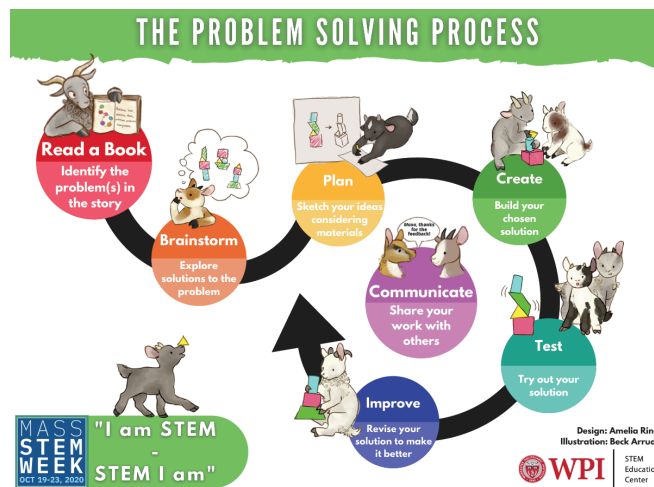 THE PROBLEM SOLVING PROCESS
Read a Book
Identify the
problem(s) in
the story
Brainstorm
Explore
solutions to the
problem
Plan
Sketch your ideas
considering
materials
Create
Build your
chosen
solution
thanks
for the
feedback!
Communicate
Share your
work with
others
Test
Try out your
solution
Improve
Revise your
solution to make
it better
MASS
STEM
WEEK
OCT 19-23, 2020
"I am STEM
-
STEM I am"
Design: Amelia Rin
Illustration: Beck Arruc
WPI
STEM
Educatio
Center